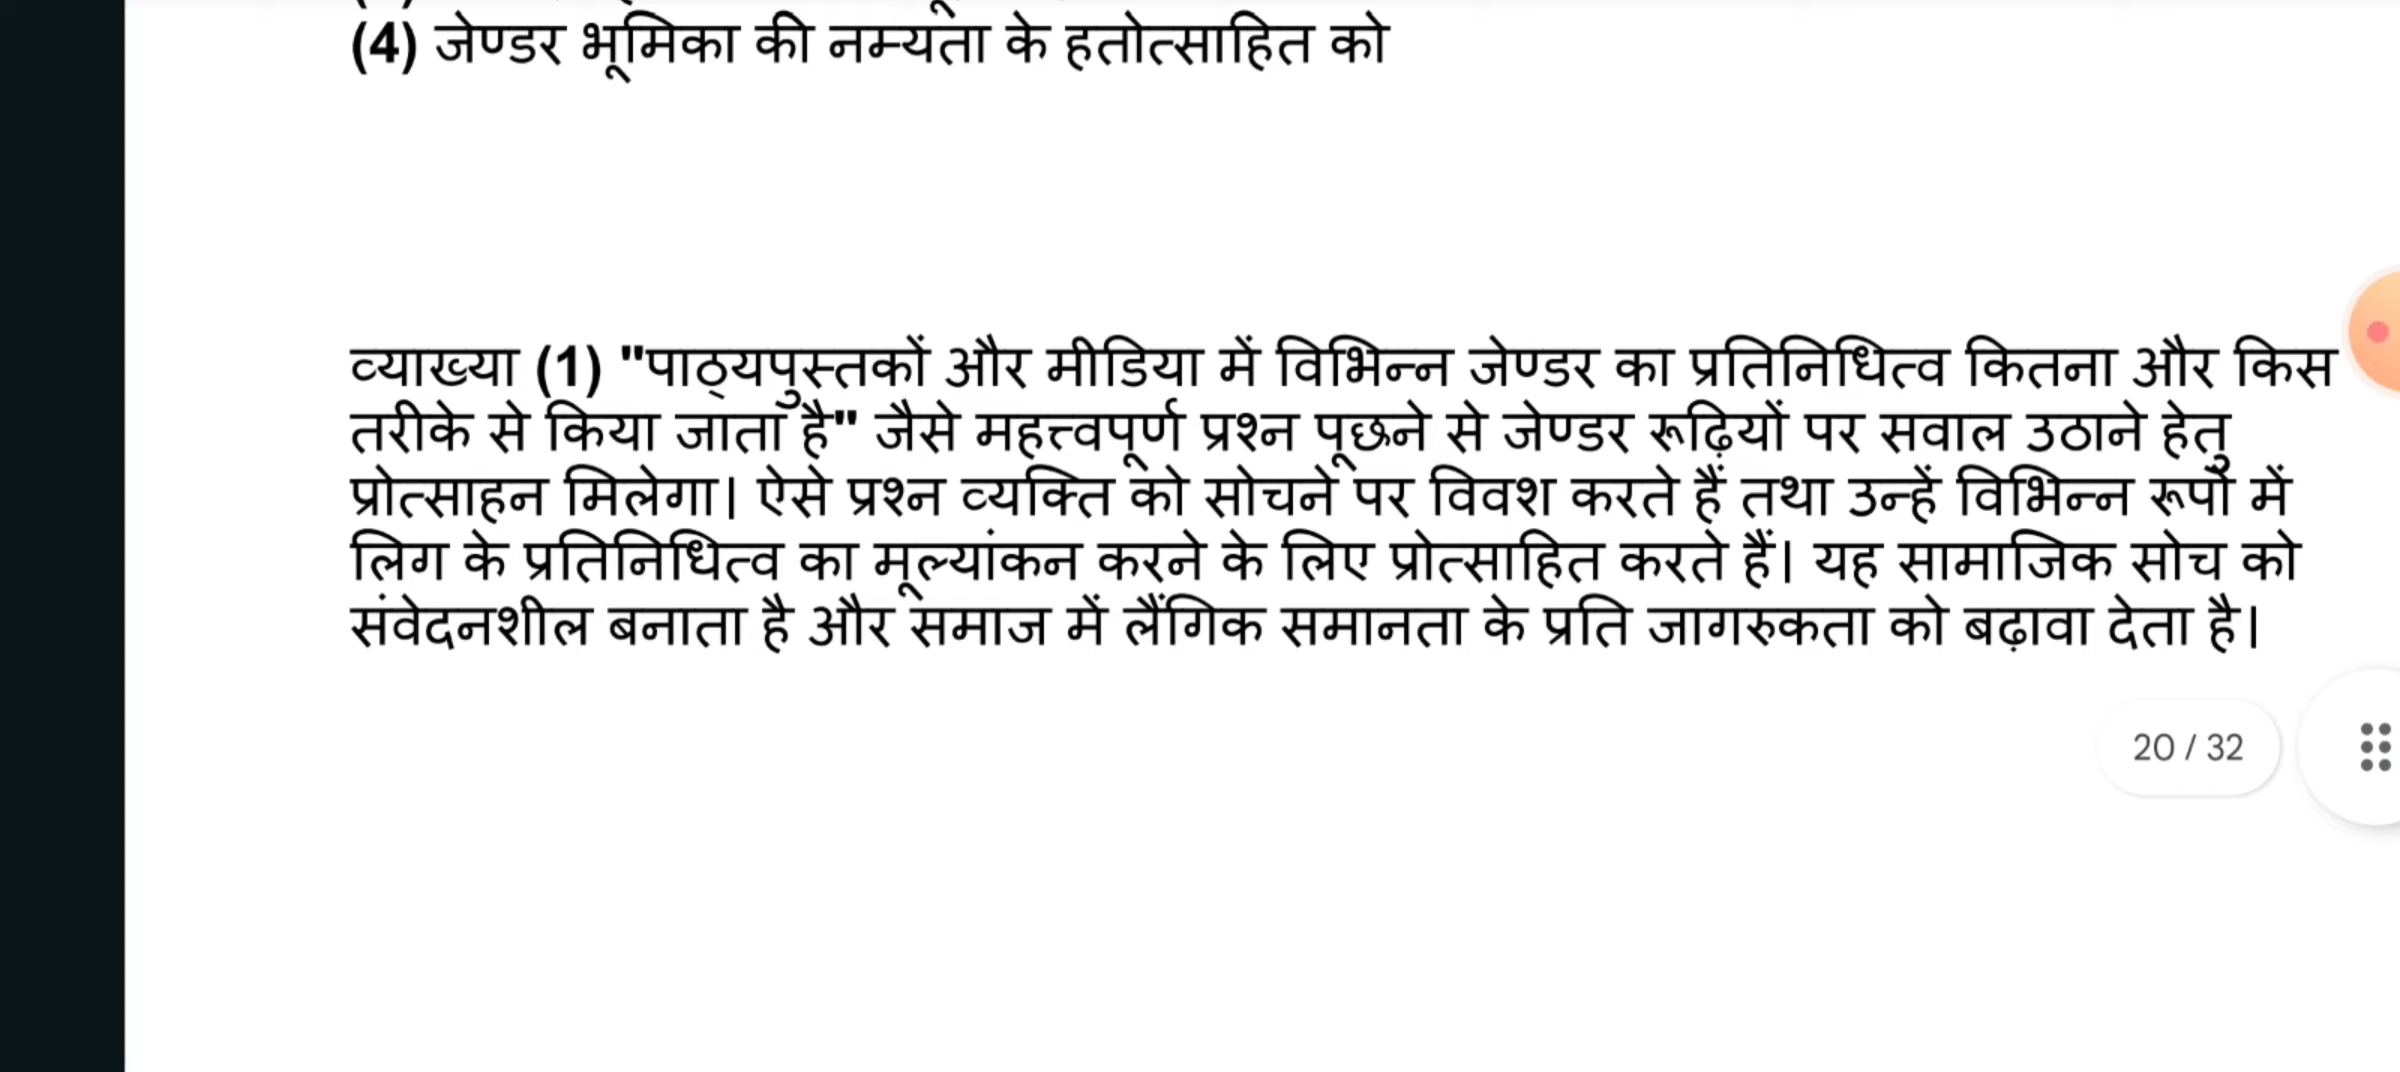 (4) जेण्डर भूमिका की नम्यता के हतोत्साहित को
व्याख्या (1) "पाठ्यपुस्तकों और मीडिया में विभिन्न जेण्डर का प्रतिनिधित्व कितना और किस
तरीके से किया जाता है" जैसे महत्त्वपूर्ण प्रश्न पूछने से जेण्डर रूढ़ियों पर सवाल उठाने हेतु
प्रोत्साहन मिलेगा। ऐसे प्रश्न व्यक्ति को सोचने पर विवश करते हैं तथा उन्हें विभिन्न रूपों में
लिंग के प्रतिनिधित्व का मूल्यांकन करने के लिए प्रोत्साहित करते हैं। यह सामाजिक सोच को
संवेदनशील बनाता है और समाज में लैंगिक समानता के प्रति जागरुकता को बढ़ावा देता है।
20 / 32